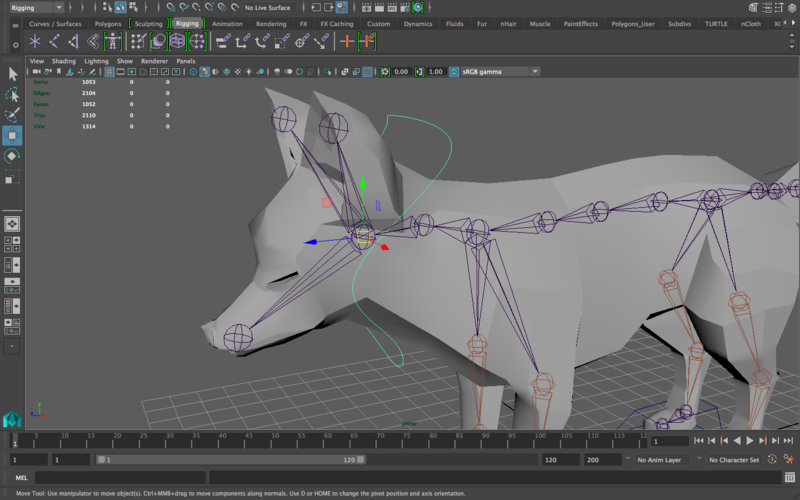 Rigging No Live Surface
Curves / Surfaces Polygons Sculpting Rigging Animation Rendering FX FX Caching Custom Dynamics Fluids Fur nHair Muscle PaintEffects Polygons_User Subdivs TURTLE nCloth
View Shading Lighting Show Renderer Panels
0.00 1.00 sRGB gamma
Verts: 1053 0 0
Edges: 2104 0 0
Faces: 1052 0 0
Tris: 2110 0 0
UVs: 1314 0 0
1 5 10 15 20 25 30 35 40 45 50 55 60 65 70 75 80 85 90 95 100 105 110 115 12 1
1 1 1 120 120 200 No Anim Layer No Character Set
MEL
Move Tool: Use manipulator to move object(s). Ctrl+MMB+drag to move components along normals. Use D or HOME to change the pivot position and axis orientation.